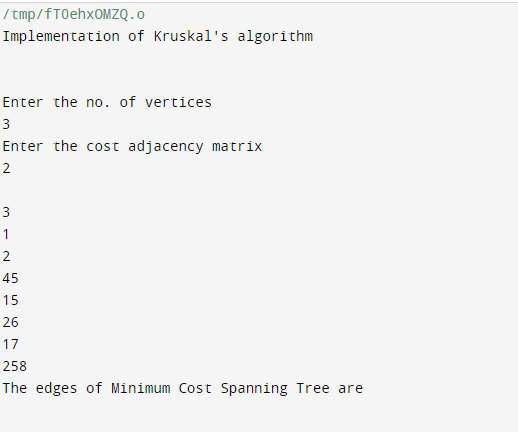 /tmp/fT0ehxOMZQ.o
Implementation of Kruskal's algorithm
Enter the no. of vertices
3
Enter the cost adjacency matrix
2
3
1
2
45
15
26
17
258
The edges of Minimum Cost Spanning Tree are